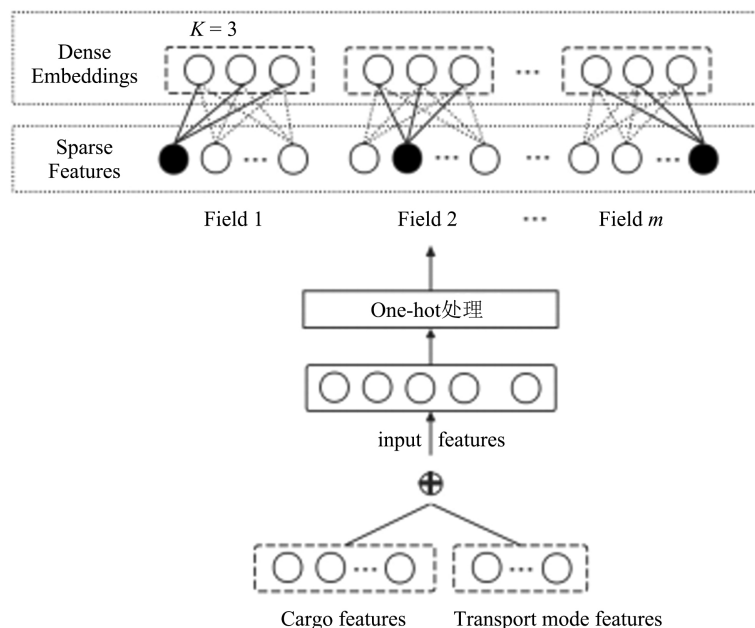 K = 3
Dense
Embeddings
...
Sparse
Features
... ... ... ...
Field 1 Field 2 ... Field m
One-hot处理
input features
... ...
Cargo features Transport mode features